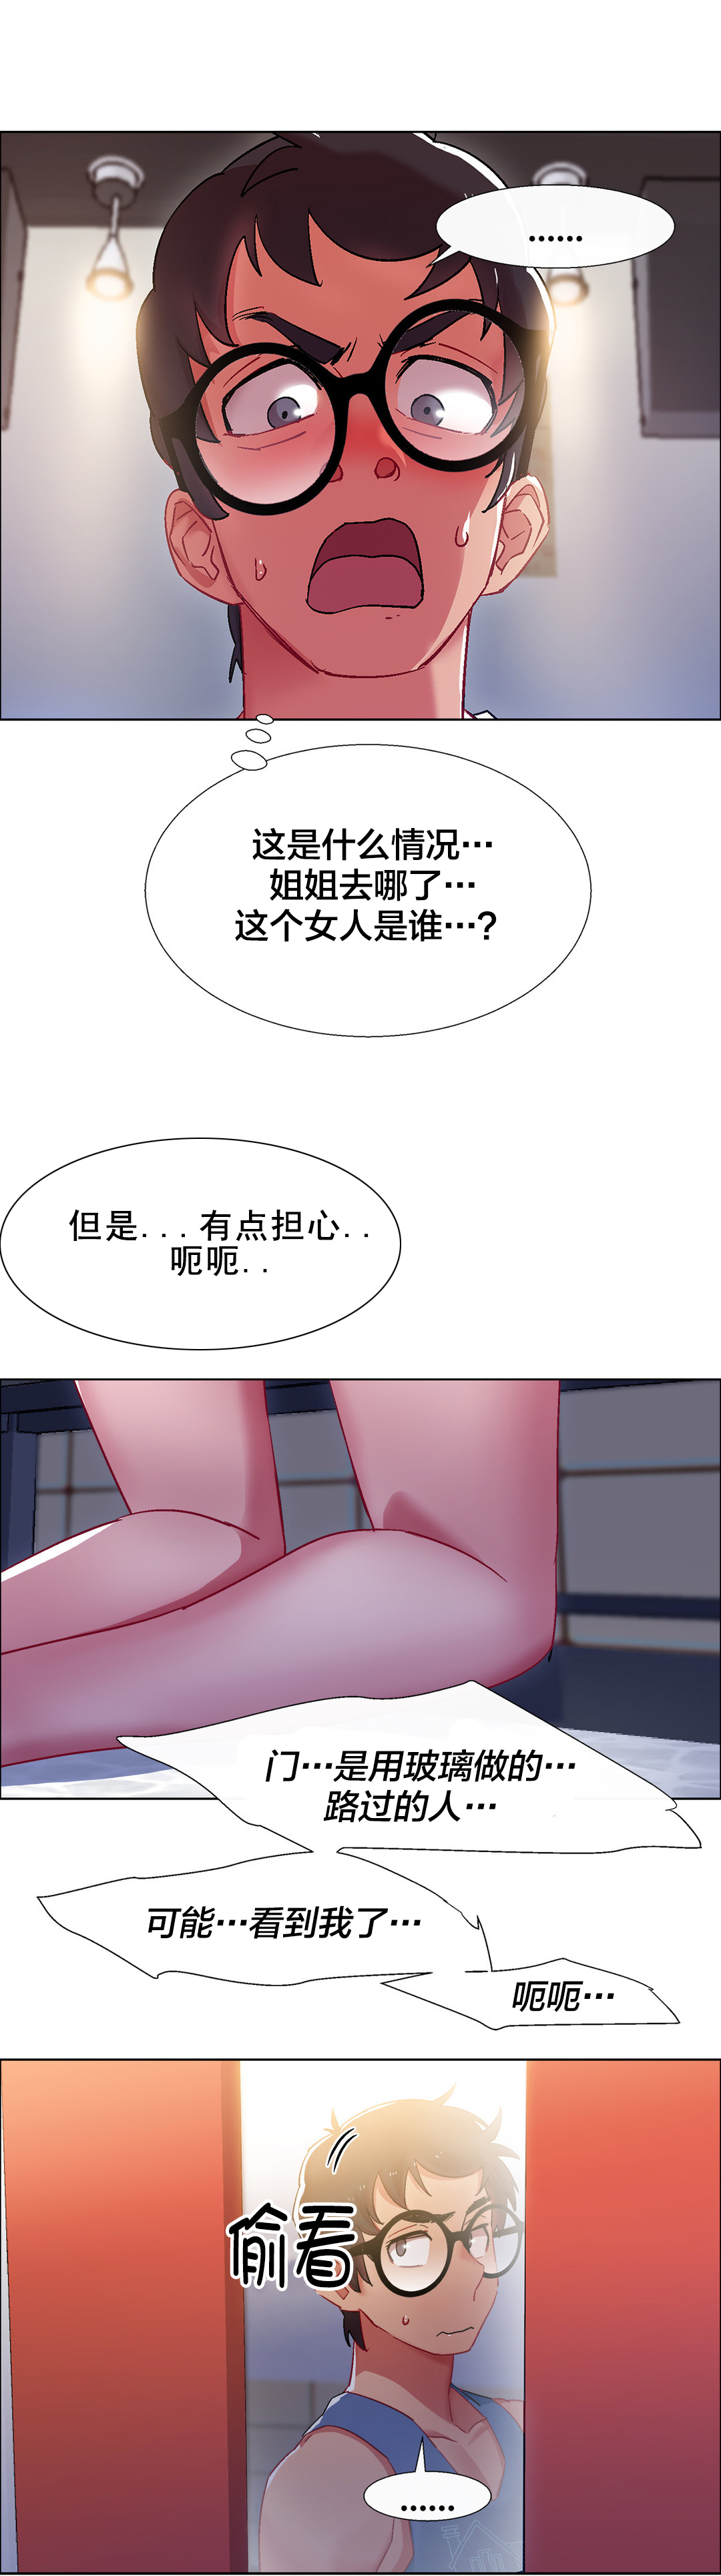 ……
这是什么情况…
姐姐去哪了…
这个女人是谁…?
但是...有点担心..
呃呃..
门…是用玻璃做的…
路过的人…
可能…看到我了…
呃呃…
偷看
……